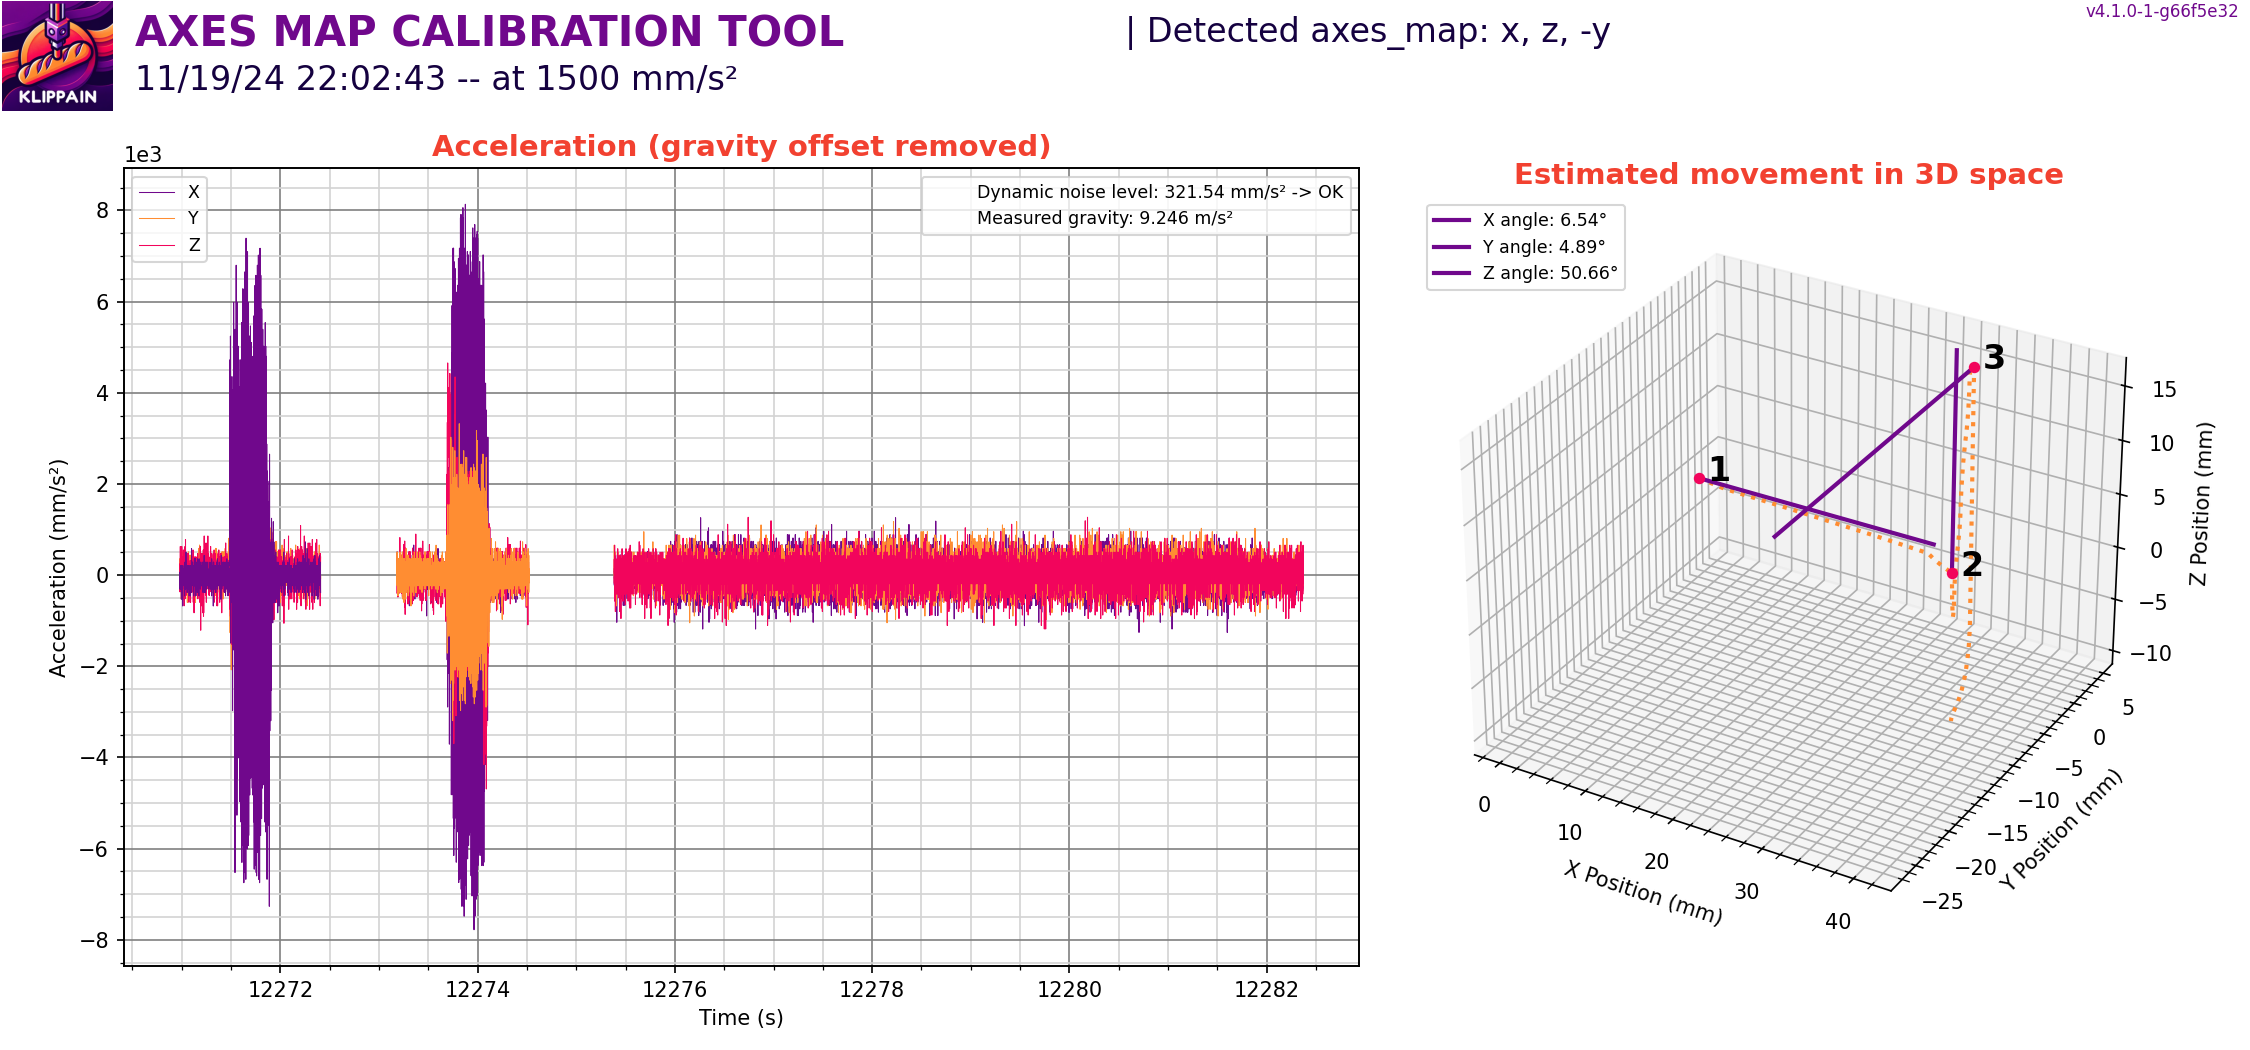 KLIPPAIN
AXES MAP CALIBRATION TOOL
| Detected axes_map: x, z, -y
v4.1.0-1-g66f5e32
11/19/24 22:02:43 -- at 1500 mm/s²
Acceleration (gravity offset removed)
1e3
X
Y
Z
Dynamic noise level: 321.54 mm/s² -> OK
Measured gravity: 9.246 m/s²
8
6
4
2
0
−2
−4
−6
−8
Acceleration (mm/s²)
12272
12274
12276
12278
12280
12282
Time (s)
Estimated movement in 3D space
X angle: 6.54°
Y angle: 4.89°
Z angle: 50.66°
1
2
3
15
10
5
0
−5
−10
Z Position (mm)
5
0
−5
−10
−15
−20
−25
Y Position (mm)
0
10
20
30
40
X Position (mm)